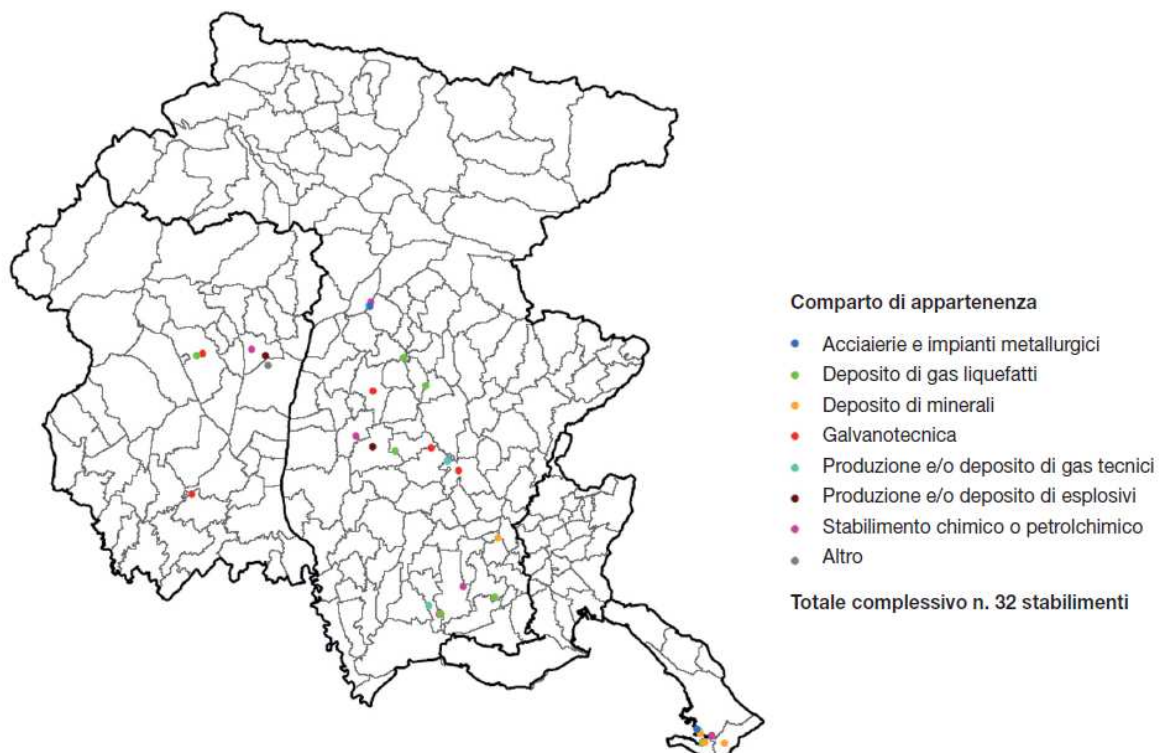 Comparto di appartenenza
Acciaierie e impianti metallurgici
Deposito di gas liquefatti
Deposito di minerali
Galvanotecnica
Produzione e/o deposito di gas tecnici
Produzione e/o deposito di esplosivi
Stabilimento chimico o petrolchimico
Altro
Totale complessivo n. 32 stabilimenti